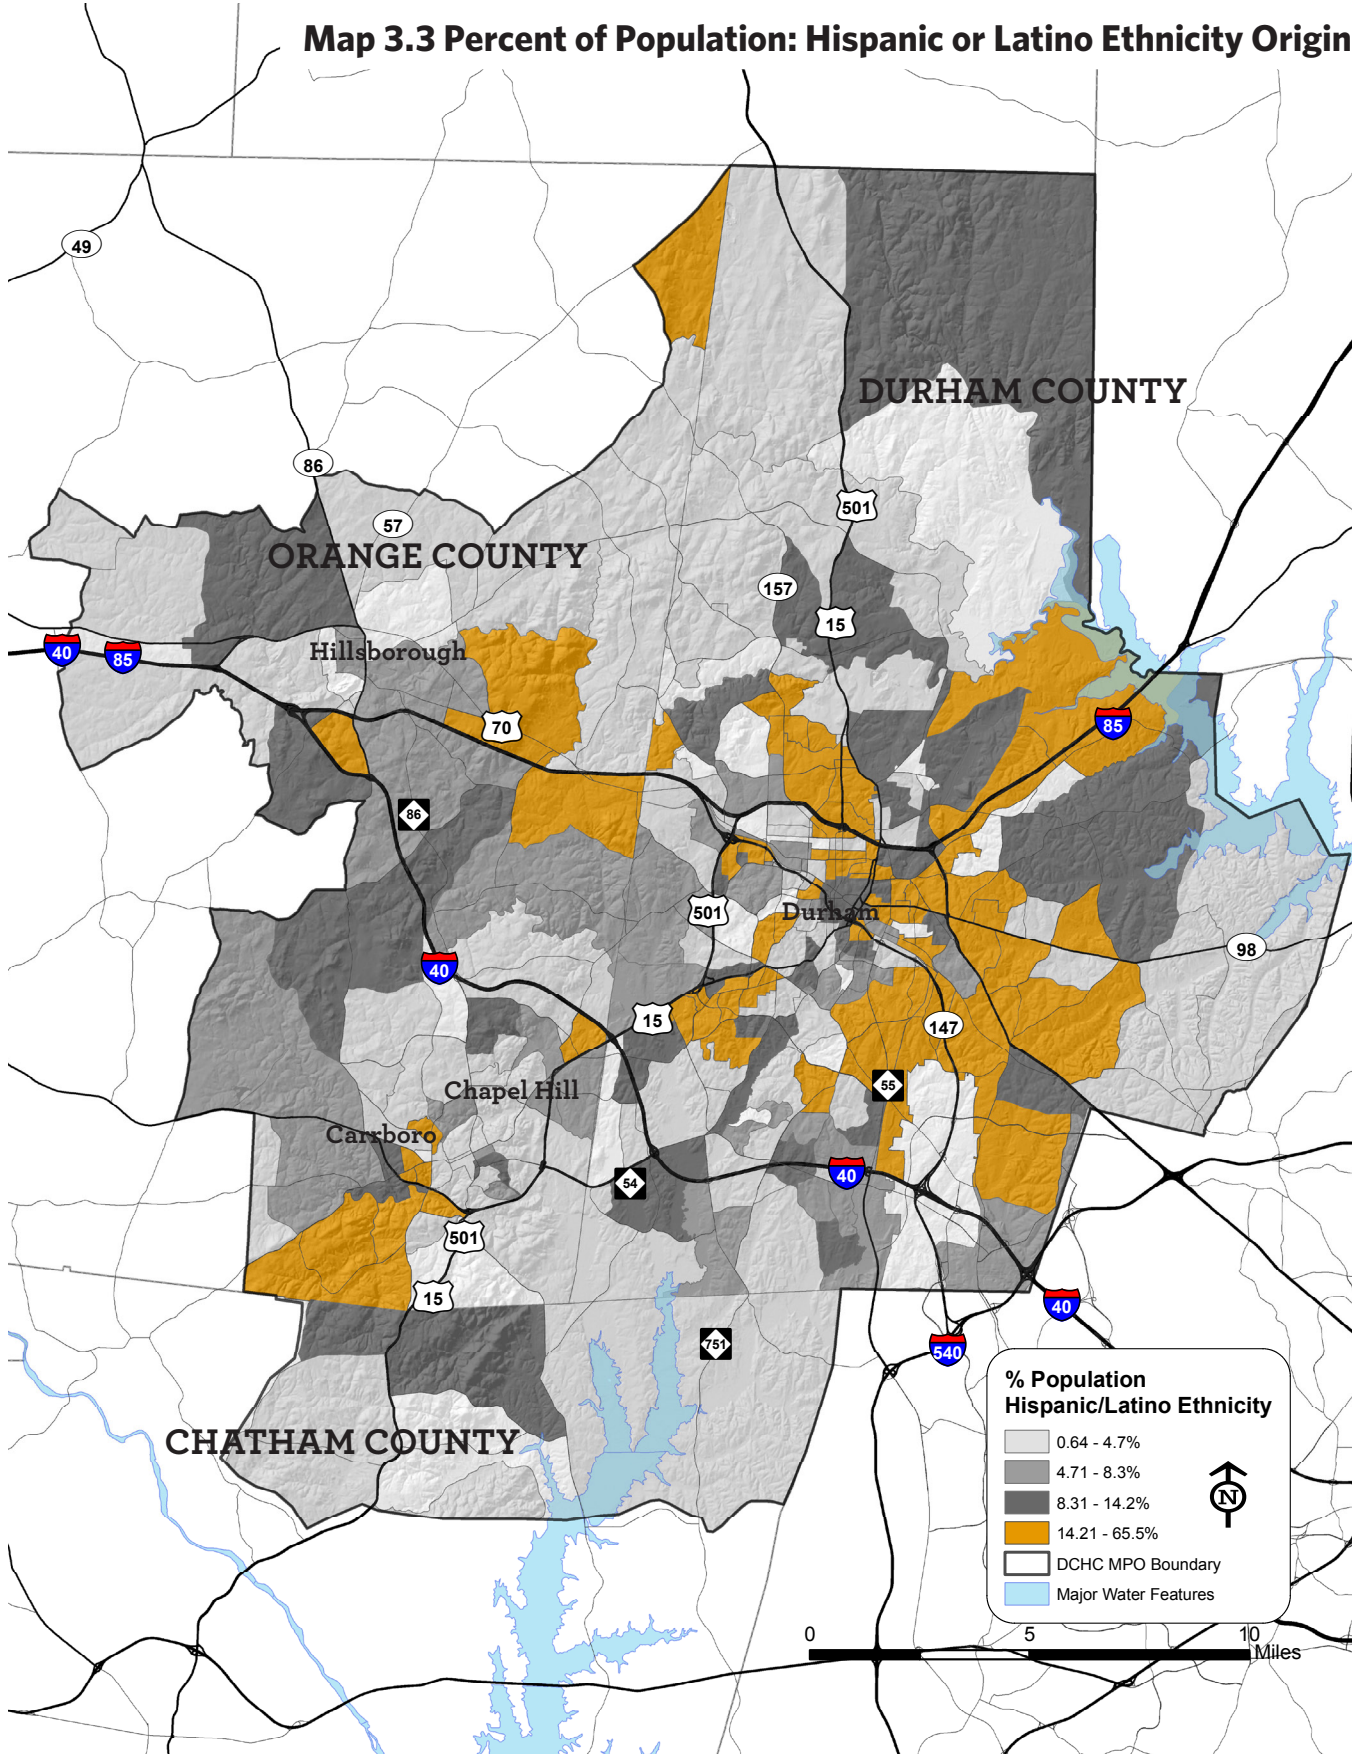 Map 3.3 Percent of Population: Hispanic or Latino Ethnicity Origin
49
DURHAM COUNTY
86
501
57
ORANGE COUNTY
157
15
Hillsborough
40
85
70
85
86
501
Durham
98
40
15
147
55
Chapel Hill
Carrboro
40
54
501
15
40
751
540
% Population
Hispanic/Latino Ethnicity
0.64 - 4.7%
4.71 - 8.3%
8.31 - 14.2%
14.21 - 65.5%
DCHC MPO Boundary
Major Water Features
N
CHATHAM COUNTY
0 5 10
Miles